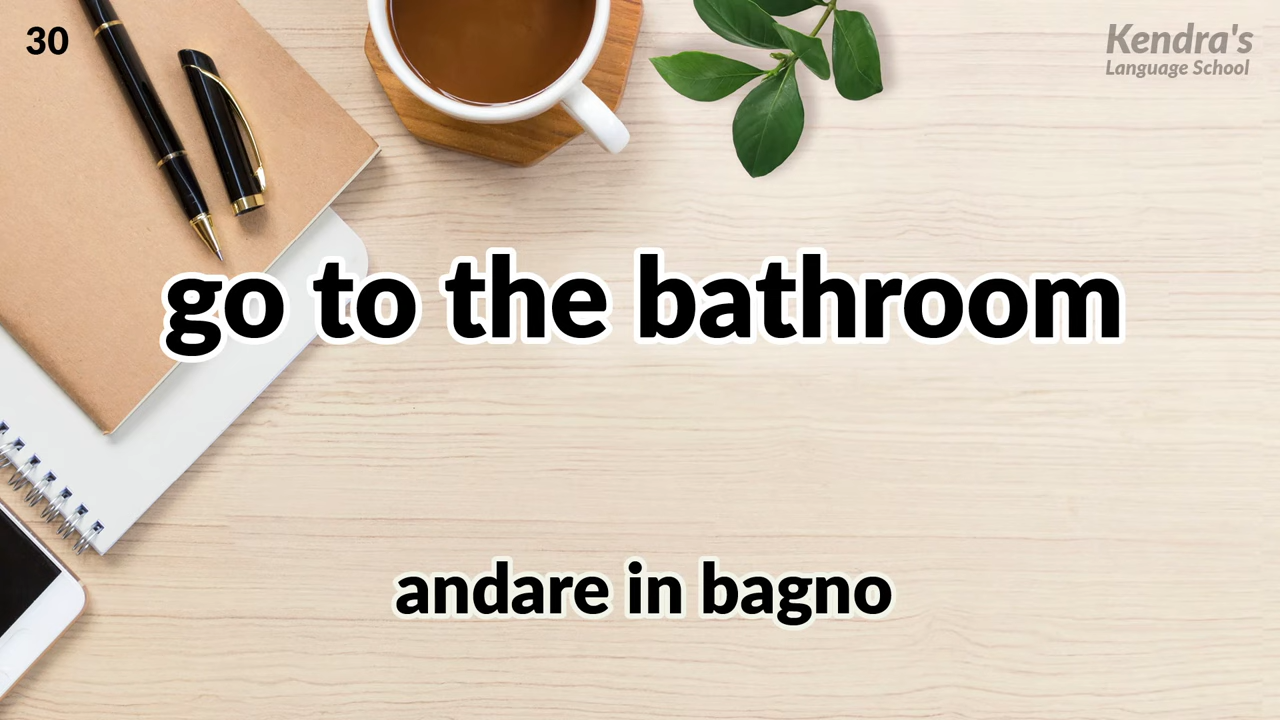 30
Kendra's
Language School
go to the bathroom
andare in bagno